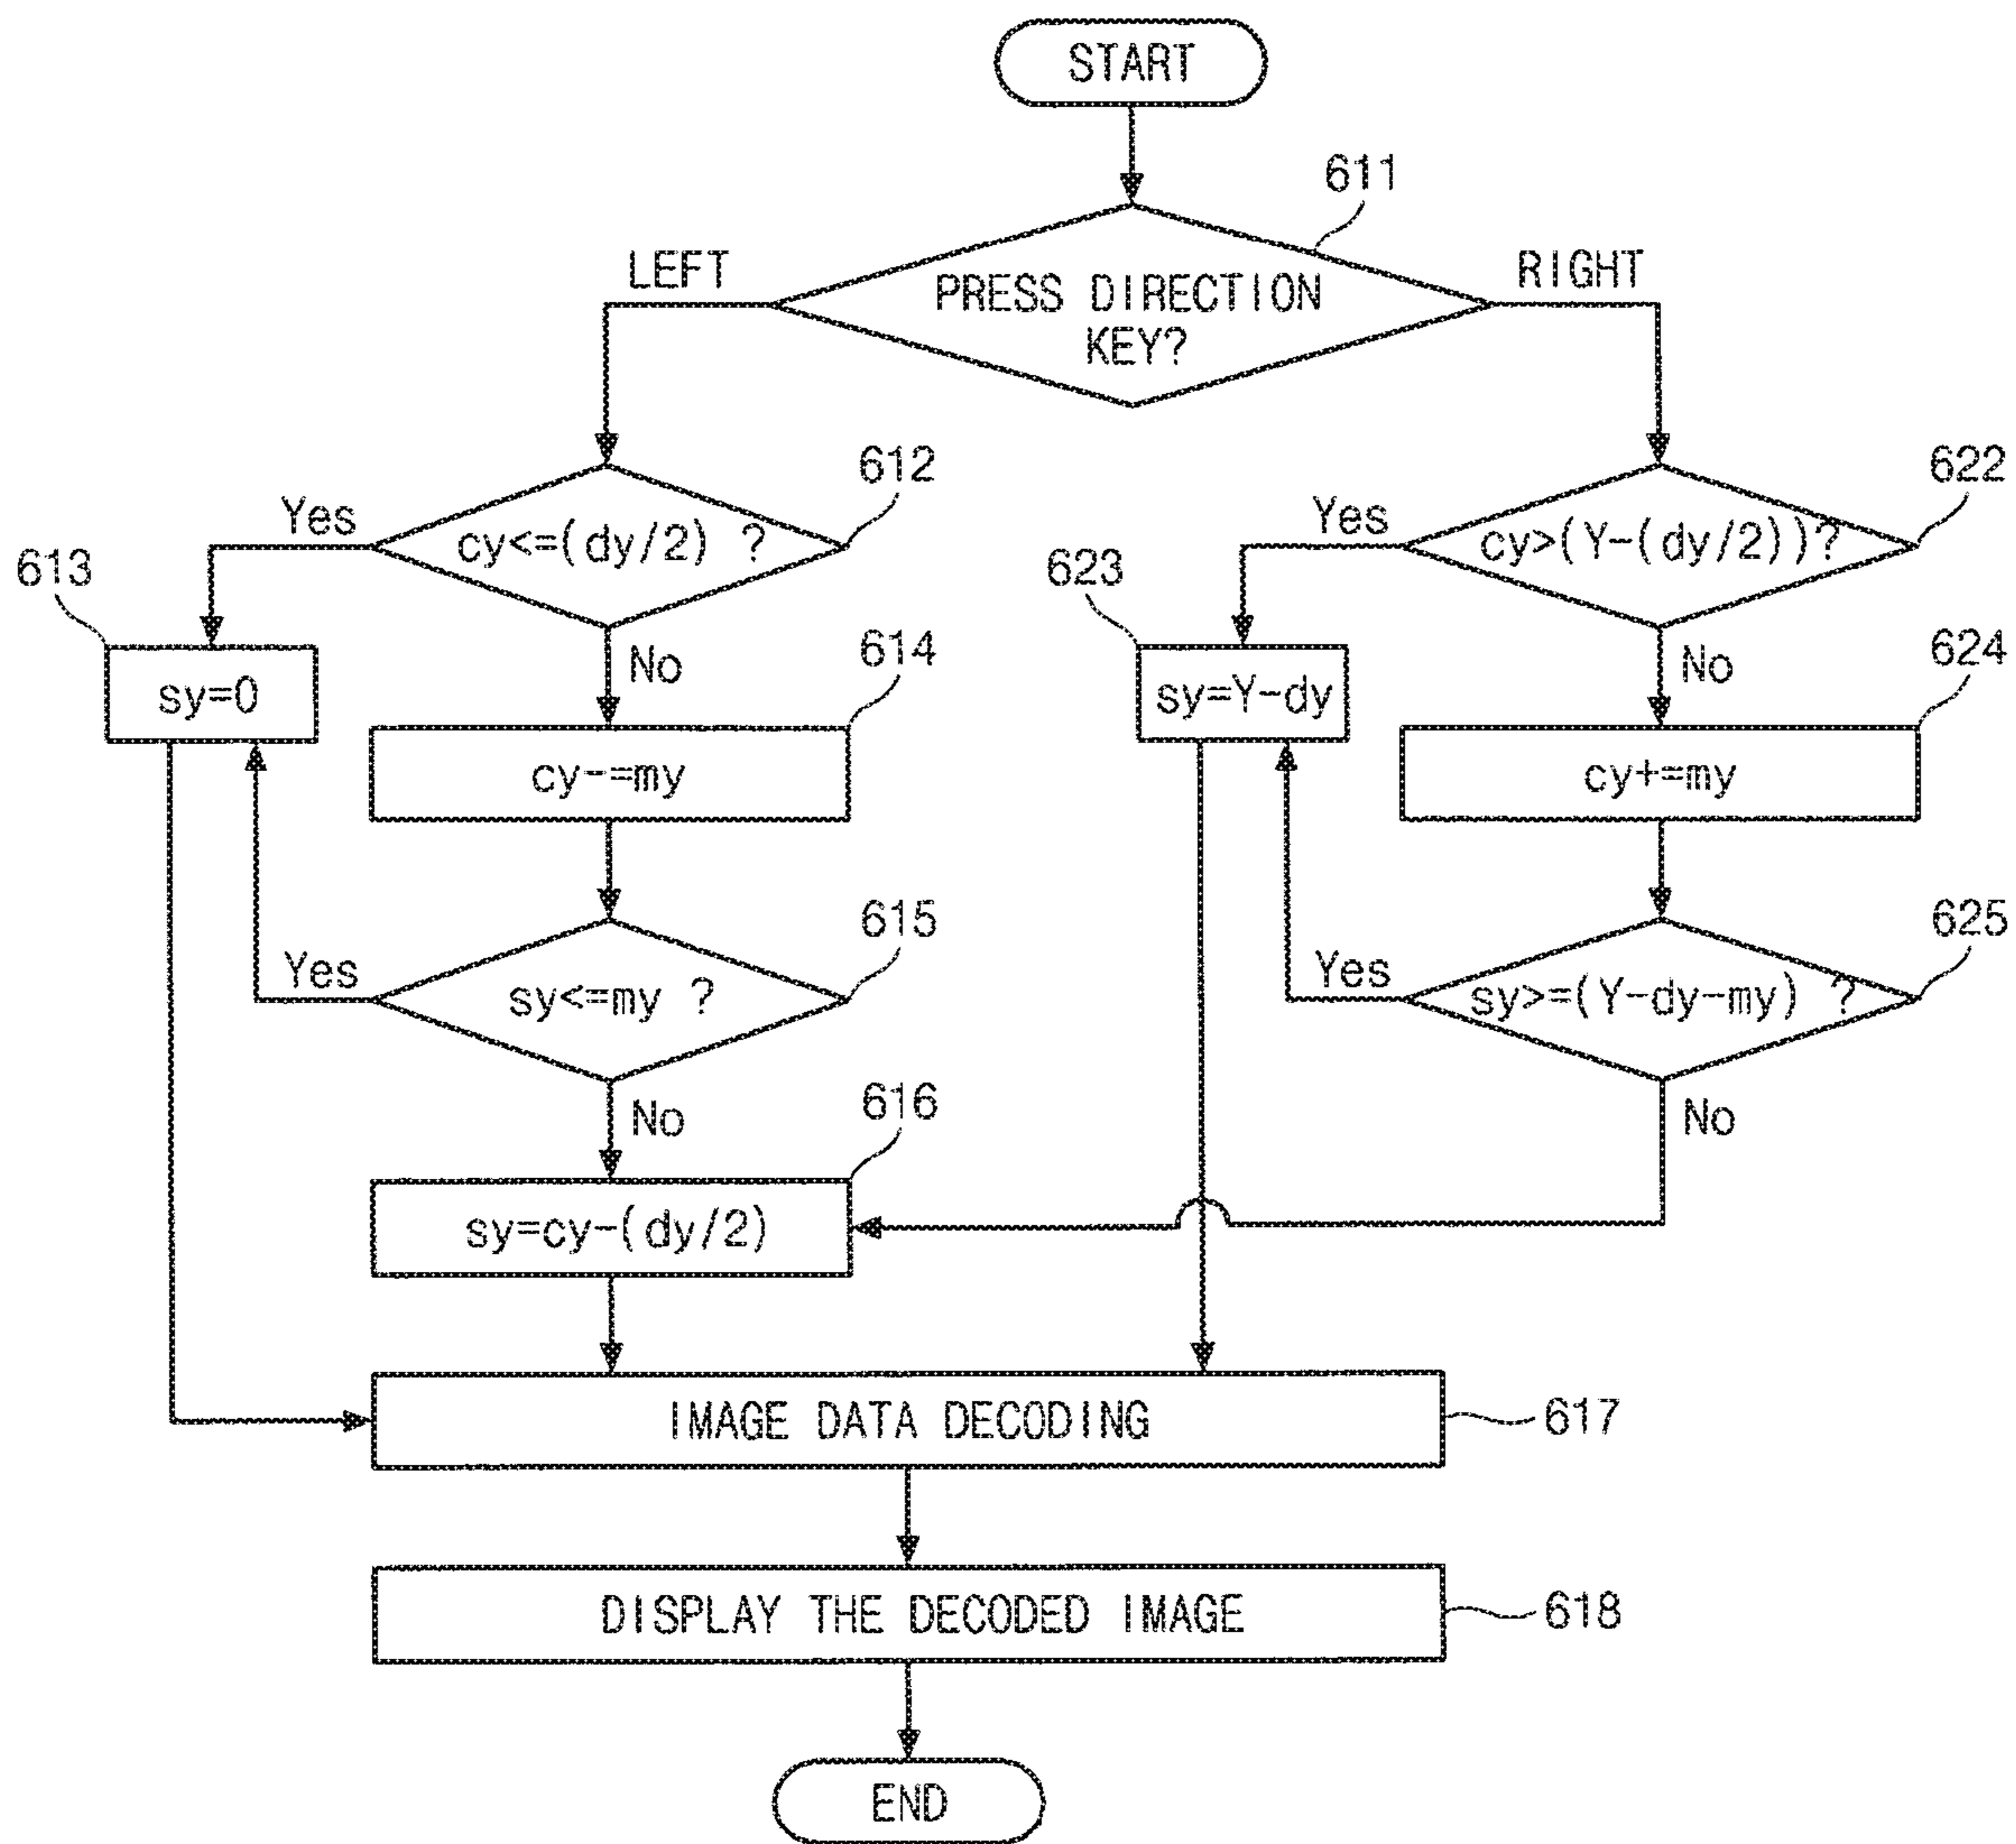 START
611
LEFT
RIGHT
PRESS DIRECTION
KEY?
612
622
Yes
cy<=(dy/2) ?
Yes
cy>(Y-(dy/2))?
613
623
sy=0
No
614
sy=Y-dy
No
624
cy-=my
cy+=my
615
625
Yes
sy<=my ?
Yes
sy>=(Y-dy-my) ?
No
616
No
sy=cy-(dy/2)
IMAGE DATA DECODING
617
DISPLAY THE DECODED IMAGE
618
END